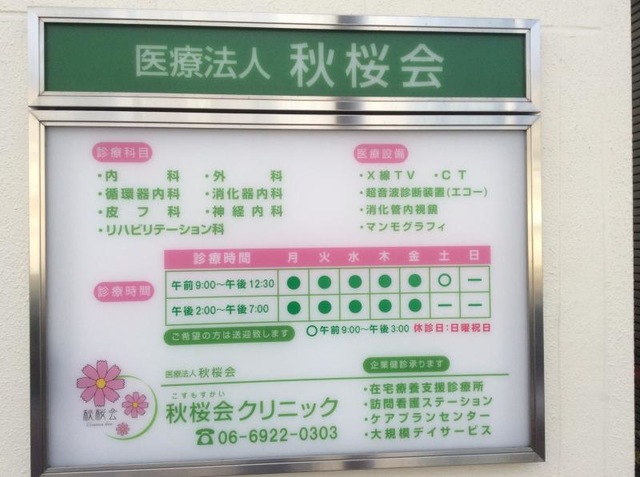 医療法人 秋桜会
診療科目
・内科 ・外科
・循環器内科 ・消化器内科
・皮フ科 ・神経内科
・リハビリテーション科
医療設備
・X線TV ・CT
・超音波診断装置(エコー)
・消化管内視鏡
・マンモグラフィ
診療時間
診療時間 月 火 水 木 金 土 日
午前9:00～午後12:30 ● ● ● ● ● ○ ー
午後2:00～午後7:00 ● ● ● ● ● ー ー
ご希望の方は送迎致します
○午前9:00～午後3:00 休診日:日曜祝日
秋桜会
医療法人 秋桜会
こすもすかい
秋桜会クリニック
☎06-6922-0303
企業健診承ります
・在宅療養支援診療所
・訪問看護ステーション
・ケアプランセンター
・大規模デイサービス